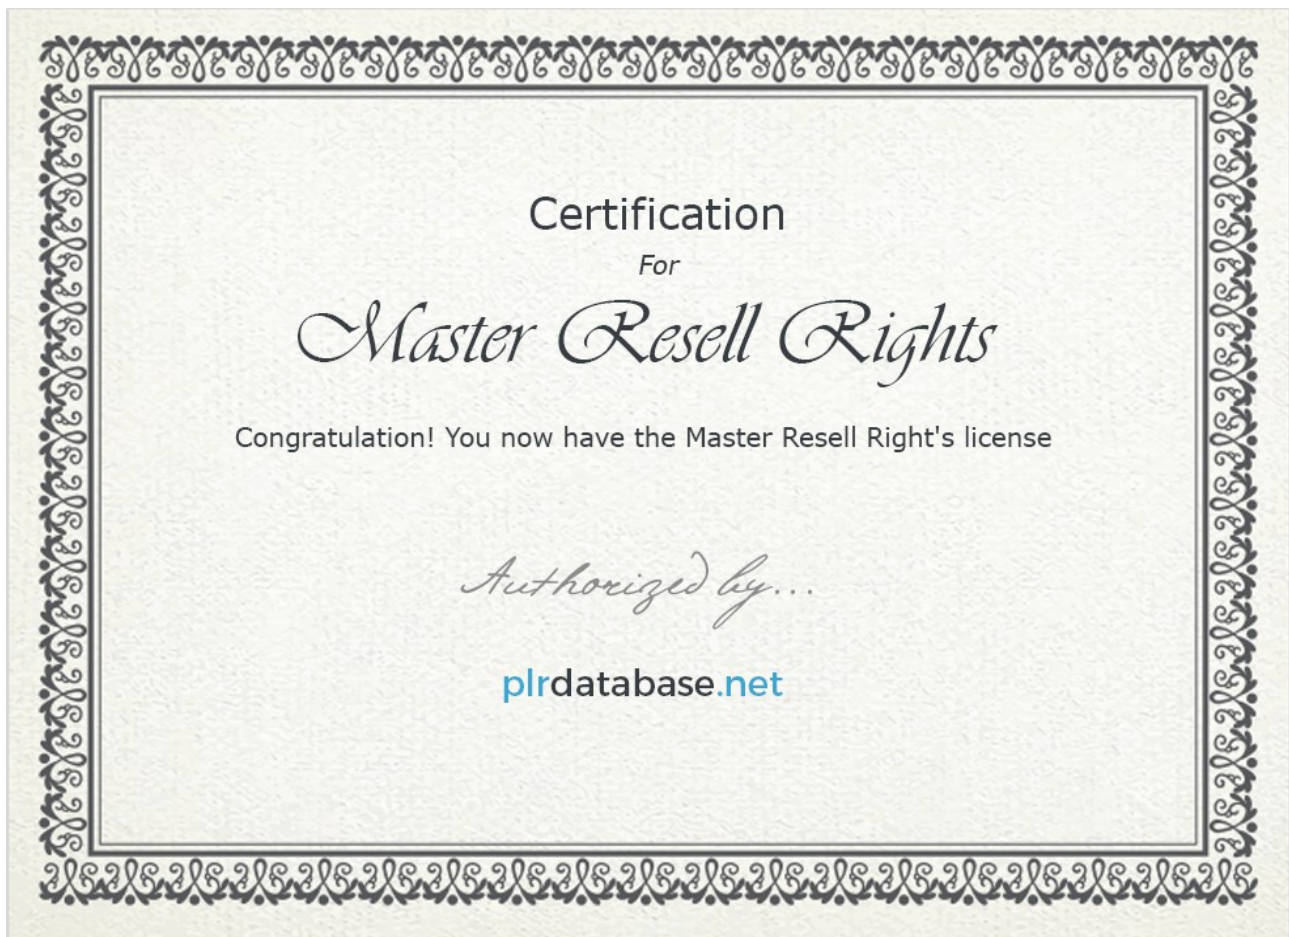 Certification
For
Master Resell Rights
Congratulation! You now have the Master Resell Right's license
Authorized by...
plrdatabase.net